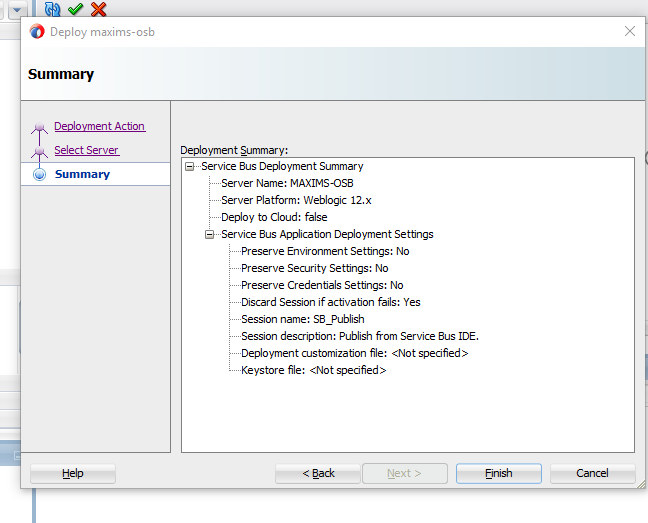 Deploy maxims-osb
Summary
Deployment Action
Select Server
Summary
Deployment Summary:
Service Bus Deployment Summary
Server Name: MAXIMS-OSB
Server Platform: Weblogic 12.x
Deploy to Cloud: false
Service Bus Application Deployment Settings
Preserve Environment Settings: No
Preserve Security Settings: No
Preserve Credentials Settings: No
Discard Session if activation fails: Yes
Session name: SB_Publish
Session description: Publish from Service Bus IDE.
Deployment customization file: <Not specified>
Keystore file: <Not specified>
Help
< Back
Next >
Finish
Cancel